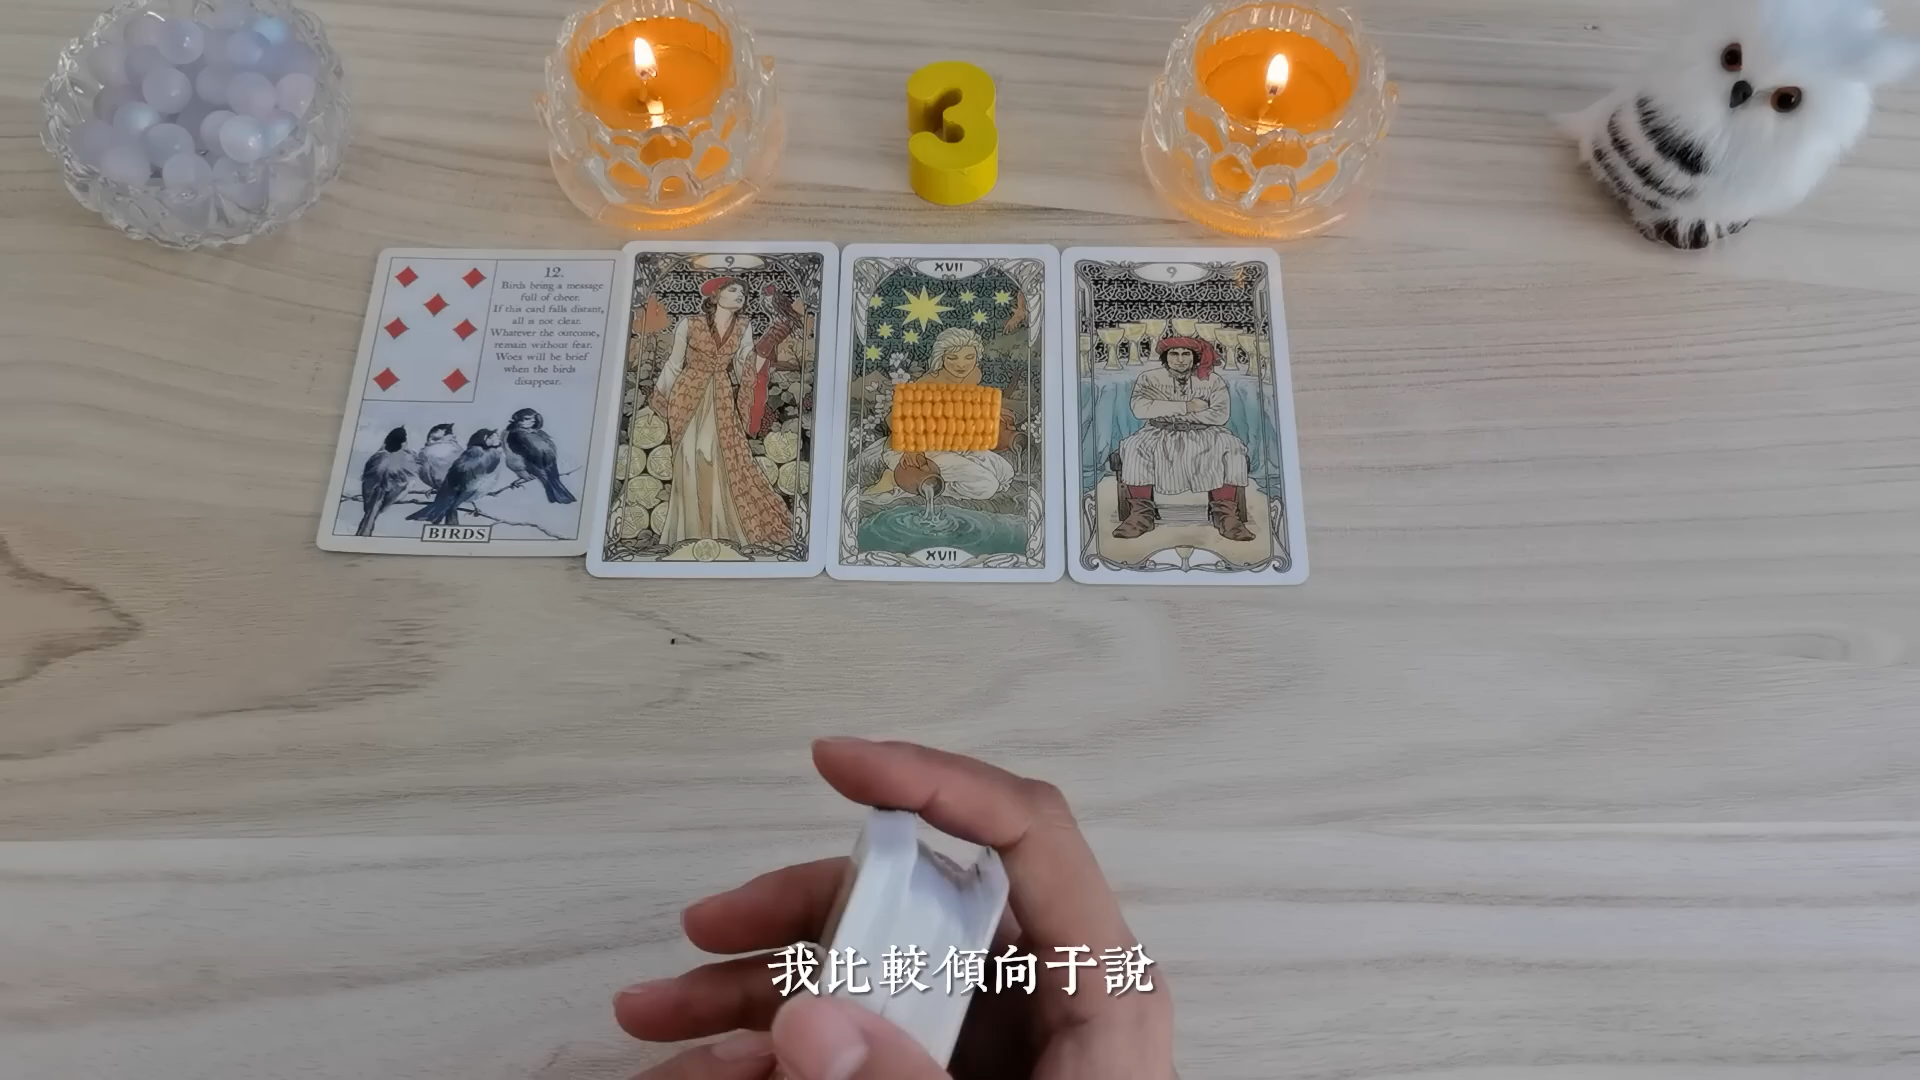 3
12.
Birds bring a message
full of cheer.
If this card falls distant,
all is not clear.
Whatever the outcome,
remain without fear.
Woes will be brief
when the birds
disappear.
BIRDS
9
XVII
XVII
9
我比較傾向于說